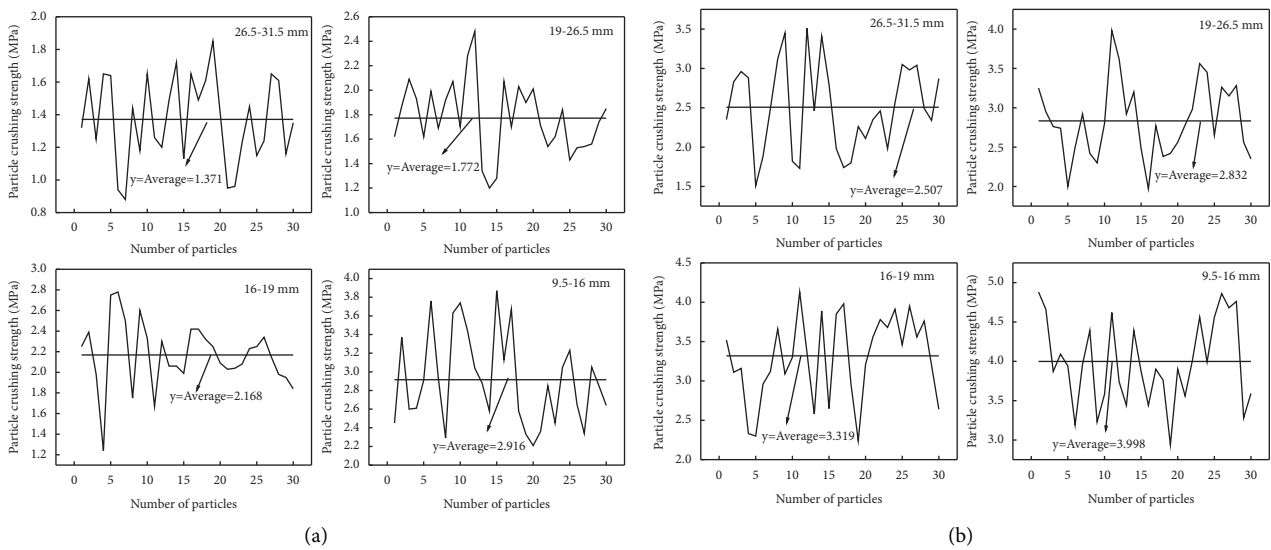 Particle crushing strength (MPa)
2.0
1.8
1.6
1.4
1.2
1.0
0.8
26.5-31.5 mm
y=Average=1.371
0 5 10 15 20 25 30
Number of particles
Particle crushing strength (MPa)
2.6
2.4
2.2
2.0
1.8
1.6
1.4
1.2
1.0
19-26.5 mm
y=Average=1.772
0 5 10 15 20 25 30
Number of particles
Particle crushing strength (MPa)
3.0
2.8
2.6
2.4
2.2
2.0
1.8
1.6
1.4
1.2
16-19 mm
y=Average=2.168
0 5 10 15 20 25 30
Number of particles
Particle crushing strength (MPa)
4.0
3.8
3.6
3.4
3.2
3.0
2.8
2.6
2.4
2.2
2.0
9.5-16 mm
y=Average=2.916
0 5 10 15 20 25 30
Number of particles
(a)
Particle crushing strength (MPa)
3.5
3.0
2.5
2.0
1.5
26.5-31.5 mm
y=Average=2.507
0 5 10 15 20 25 30
Number of particles
Particle crushing strength (MPa)
4.0
3.5
3.0
2.5
2.0
19-26.5 mm
y=Average=2.832
0 5 10 15 20 25 30
Number of particles
Particle crushing strength (MPa)
4.5
4.0
3.5
3.0
2.5
2.0
16-19 mm
y=Average=3.319
0 5 10 15 20 25 30
Number of particles
Particle crushing strength (MPa)
5.0
4.0
3.0
9.5-16 mm
y=Average=3.998
0 5 10 15 20 25 30
Number of particles
(b)